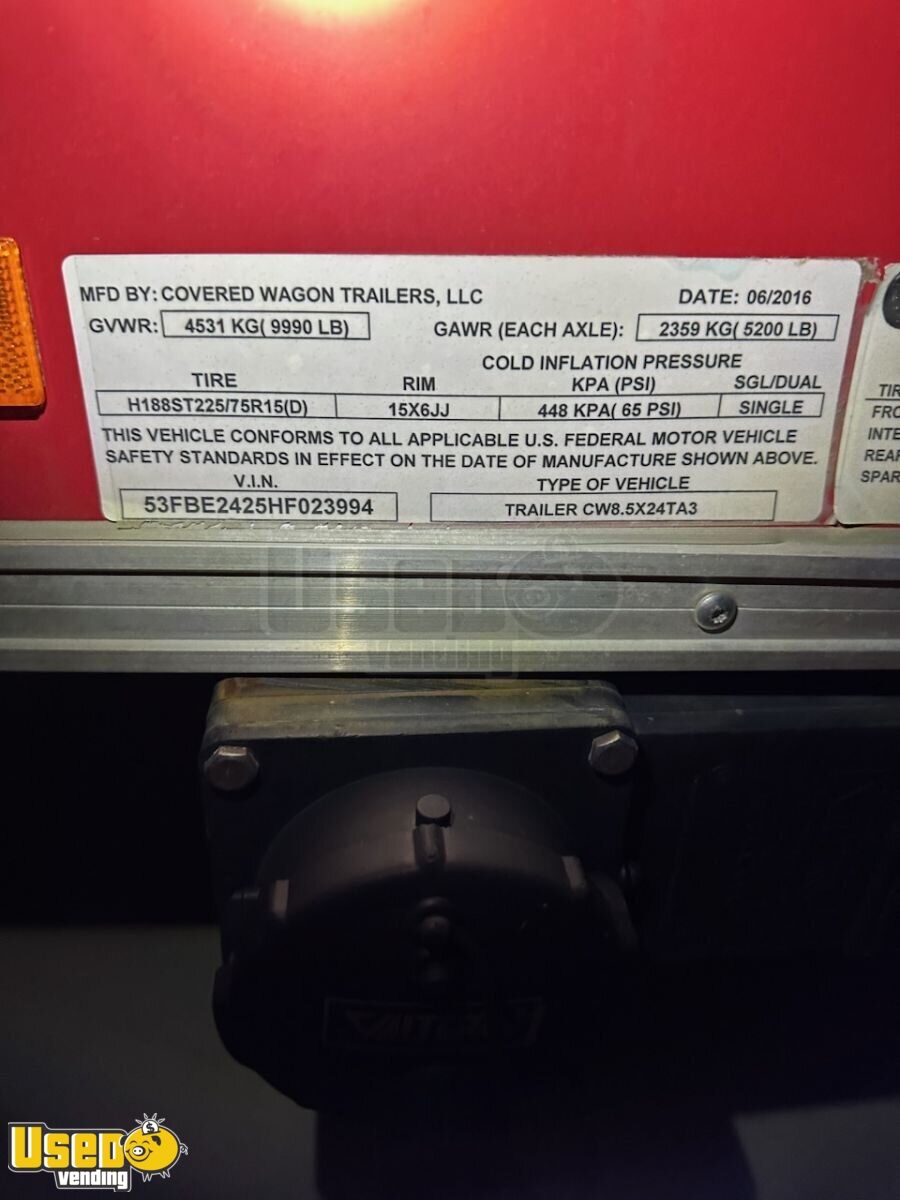 MFD BY: COVERED WAGON TRAILERS, LLC DATE: 06/2016
GVWR: 4531 KG( 9990 LB) GAWR (EACH AXLE): 2359 KG( 5200 LB)
COLD INFLATION PRESSURE
TIRE RIM KPA (PSI) SGL/DUAL
H188ST225/75R15(D) 15X6JJ 448 KPA( 65 PSI) SINGLE
THIS VEHICLE CONFORMS TO ALL APPLICABLE U.S. FEDERAL MOTOR VEHICLE
SAFETY STANDARDS IN EFFECT ON THE DATE OF MANUFACTURE SHOWN ABOVE.
V.I.N. TYPE OF VEHICLE
53FBE2425HF023994 TRAILER CW8.5X24TA3
SPAR
USED
vending
USED
vending